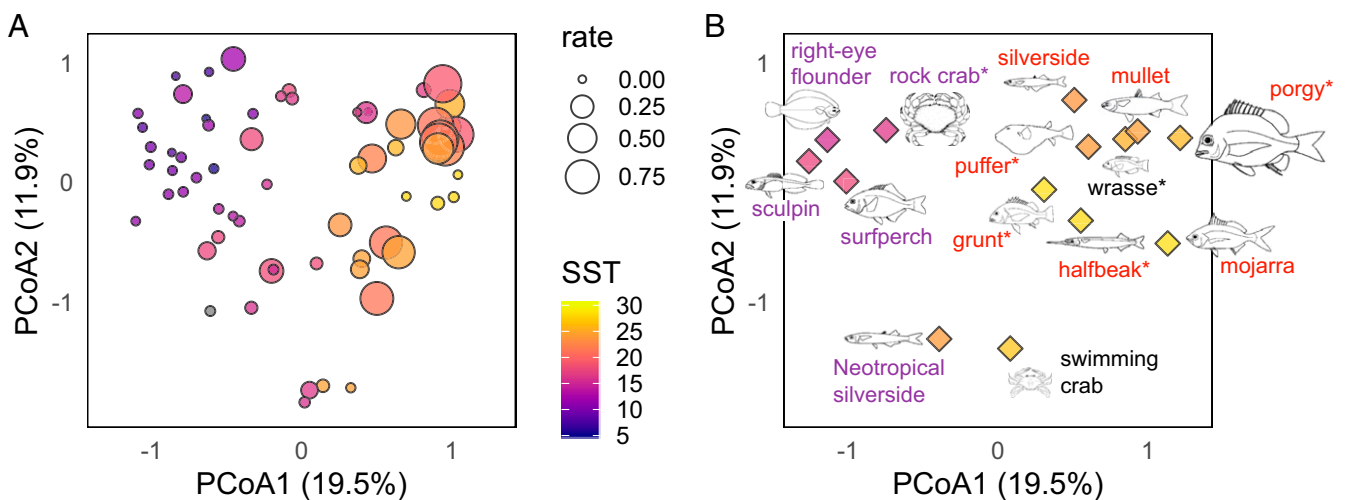 A
1
0
-1
PCoA2 (11.9%)
-1
0
1
PCoA1 (19.5%)
rate
0.00
0.25
0.50
0.75
SST
30
25
20
15
10
5
B
1
0
-1
PCoA2 (11.9%)
-1
0
1
PCoA1 (19.5%)
right-eye
flounder
rock crab*
silverside
mullet
porgy*
puffer*
wrasse*
sculpin
surfperch
grunt*
halfbeak*
mojarra
Neotropical
silverside
swimming
crab